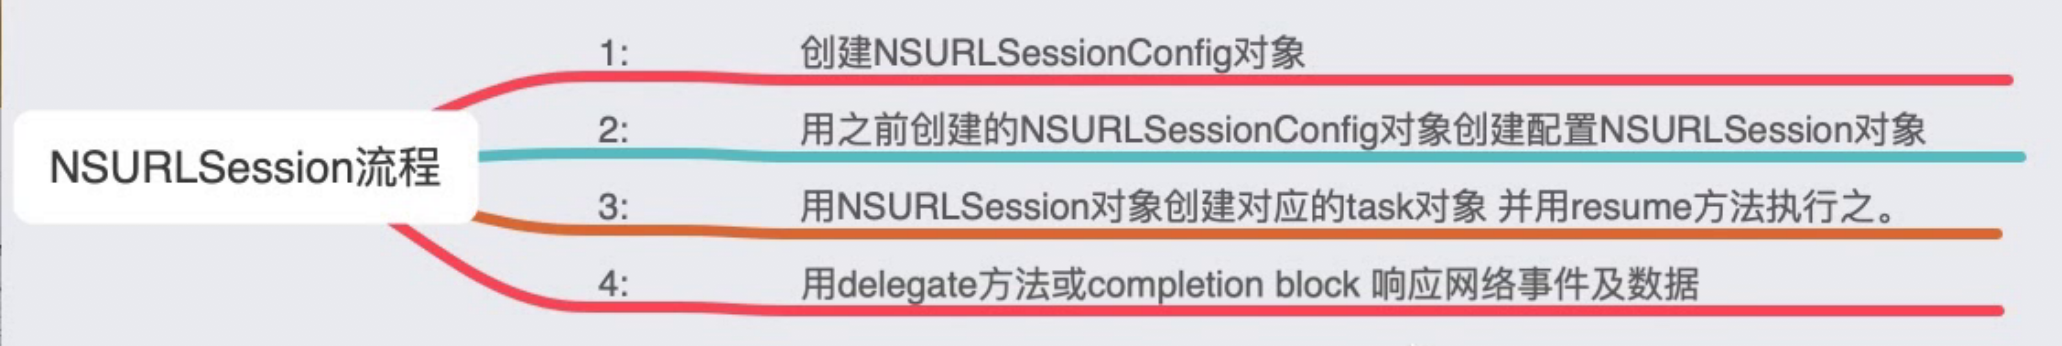 1: 创建NSURLSessionConfig对象
2: 用之前创建的NSURLSessionConfig对象创建配置NSURLSession对象
NSURLSession流程
3: 用NSURLSession对象创建对应的task对象 并用resume方法执行之。
4: 用delegate方法或completion block 响应网络事件及数据